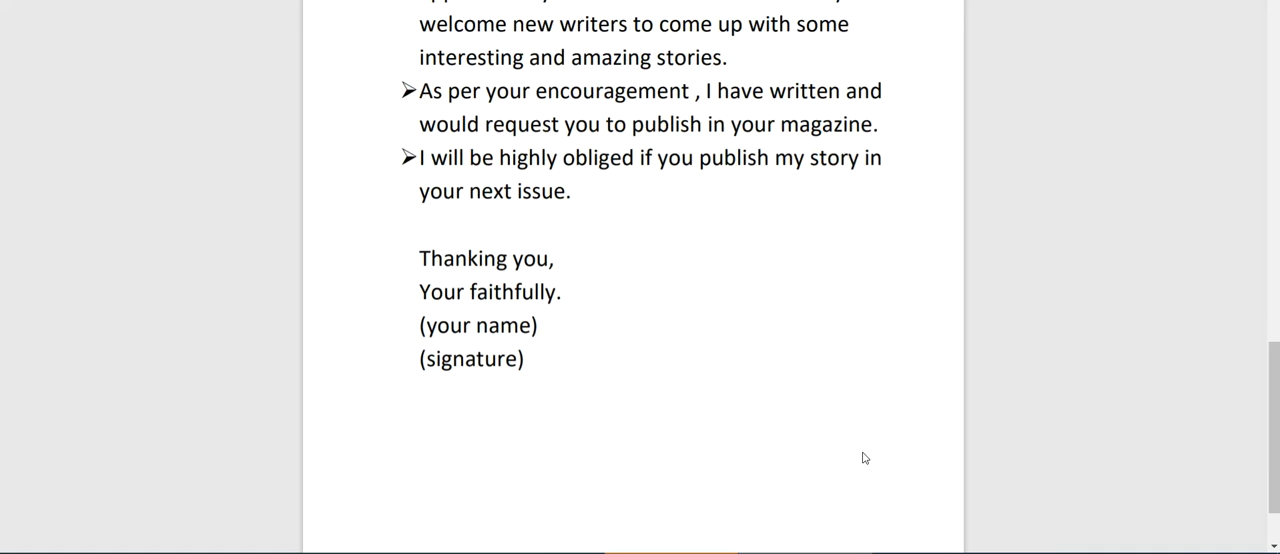 welcome new writers to come up with some
interesting and amazing stories.
➢As per your encouragement , I have written and
would request you to publish in your magazine.
➢I will be highly obliged if you publish my story in
your next issue.
Thanking you,
Your faithfully.
(your name)
(signature)